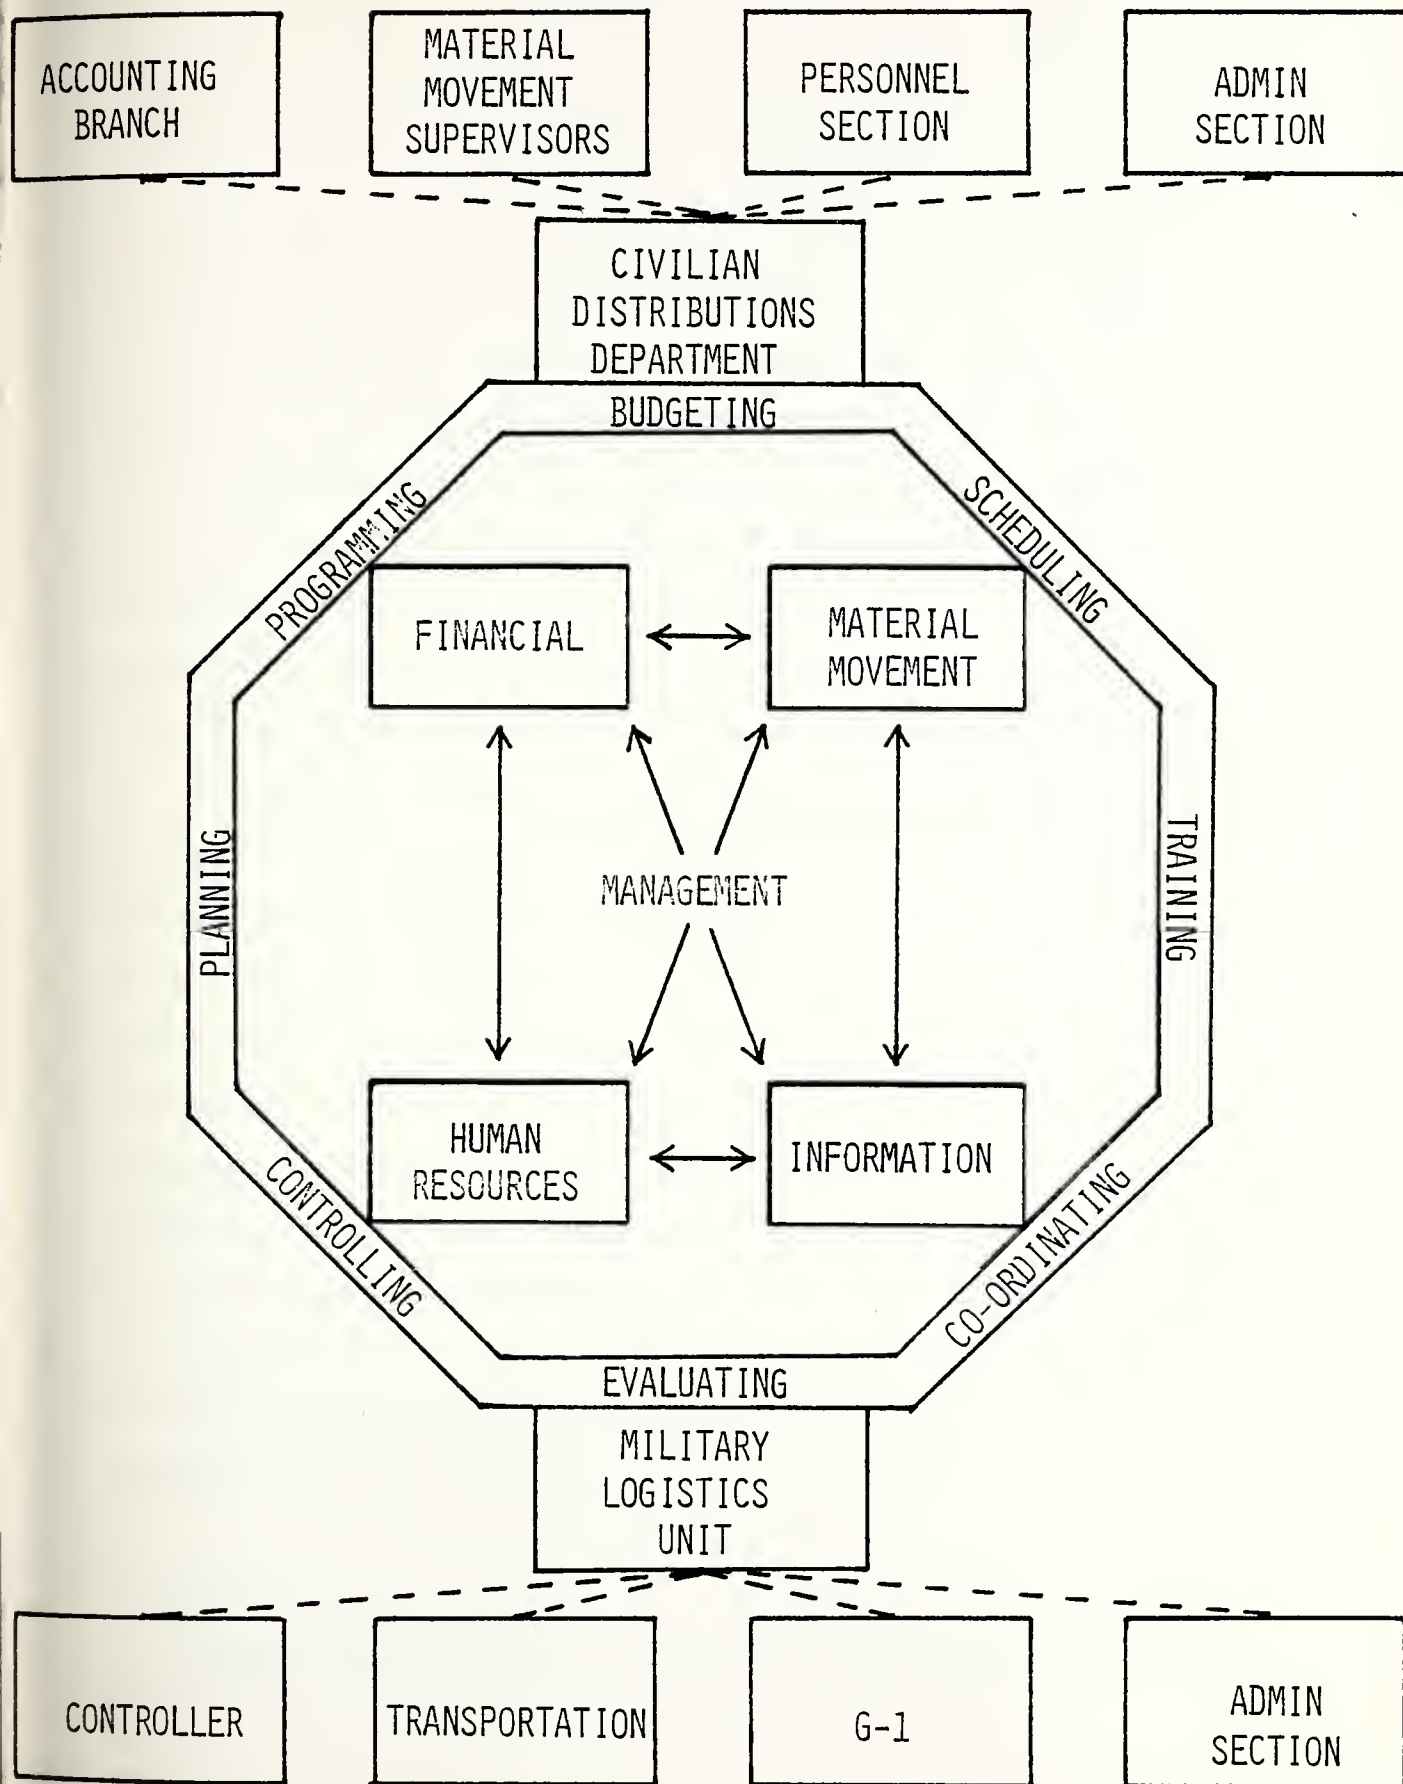 ACCOUNTING
BRANCH
MATERIAL
MOVEMENT
SUPERVISORS
PERSONNEL
SECTION
ADMIN
SECTION
CIVILIAN
DISTRIBUTIONS
DEPARTMENT
BUDGETING
PROGRAMMING
SCHEDULING
FINANCIAL
MATERIAL
MOVEMENT
PLANNING
MANAGEMENT
TRAINING
HUMAN
RESOURCES
INFORMATION
CONTROLLING
CO-ORDINATING
EVALUATING
MILITARY
LOGISTICS
UNIT
CONTROLLER
TRANSPORTATION
G-1
ADMIN
SECTION